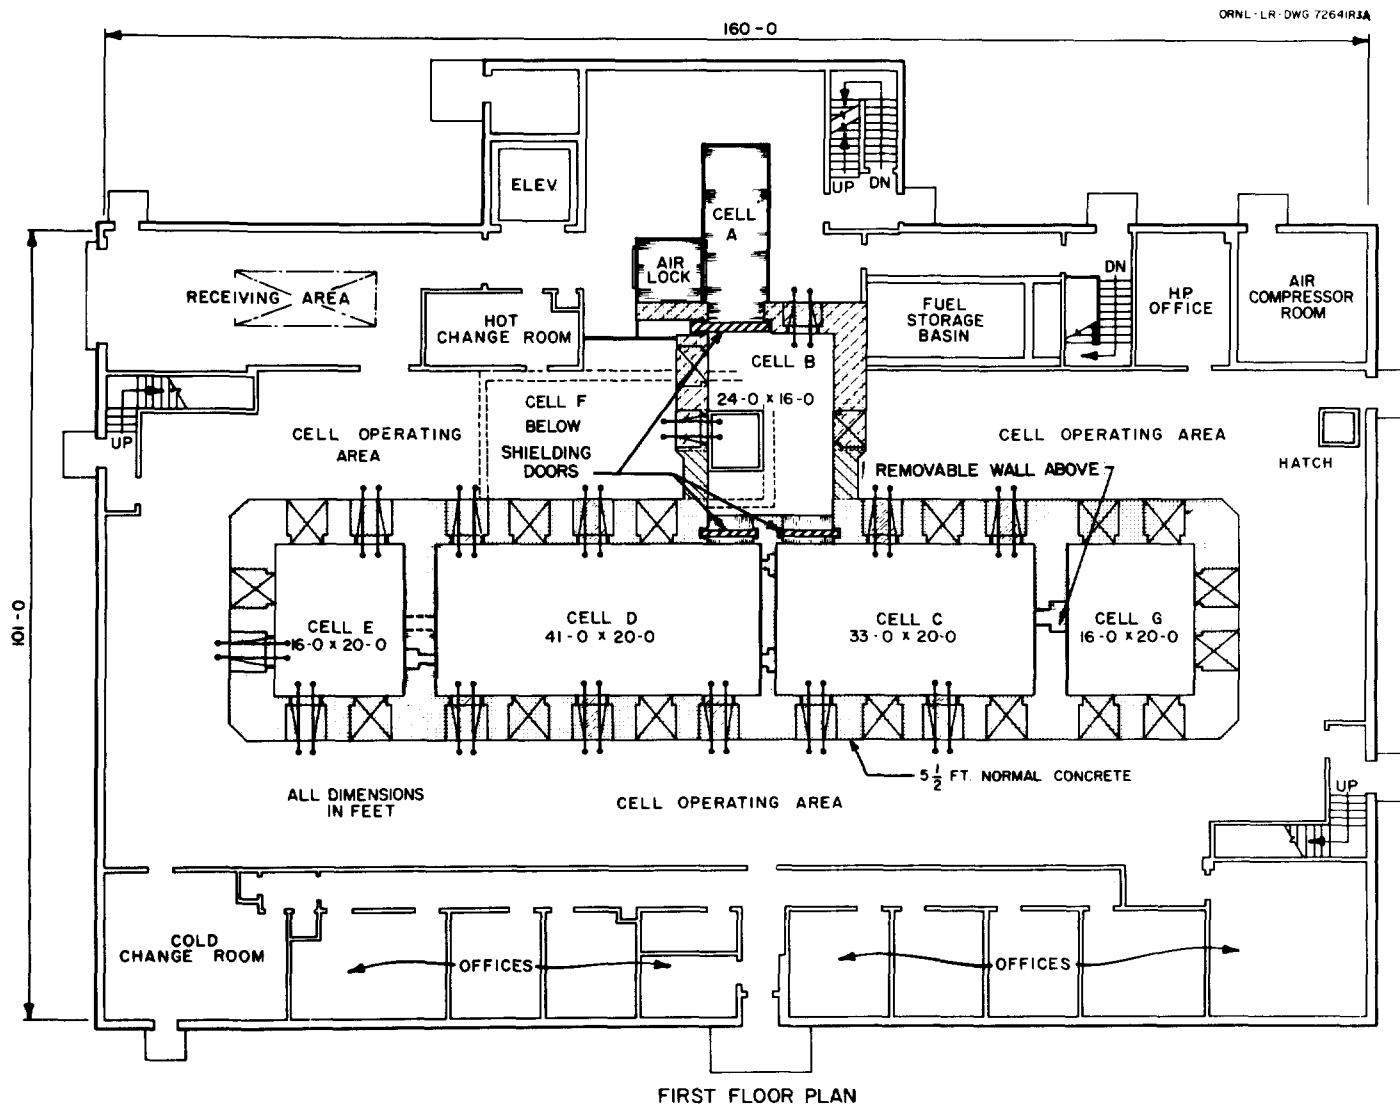 ORNL-LR-DWG 72641R3A
160-0
UP
DN
ELEV.
CELL
A
AIR
LOCK
RECEIVING AREA
HOT
CHANGE ROOM
FUEL
STORAGE
BASIN
DN
H.P.
OFFICE
AIR
COMPRESSOR
ROOM
CELL B
24-0 X 16-0
UP
CELL OPERATING
AREA
CELL F
BELOW
SHIELDING
DOORS
CELL OPERATING AREA
HATCH
REMOVABLE WALL ABOVE
101-0
CELL E
16-0 X 20-0
CELL D
41-0 X 20-0
CELL C
33-0 X 20-0
CELL G
16-0 X 20-0
5 1/2 FT. NORMAL CONCRETE
ALL DIMENSIONS
IN FEET
CELL OPERATING AREA
UP
COLD
CHANGE ROOM
OFFICES
OFFICES
FIRST FLOOR PLAN